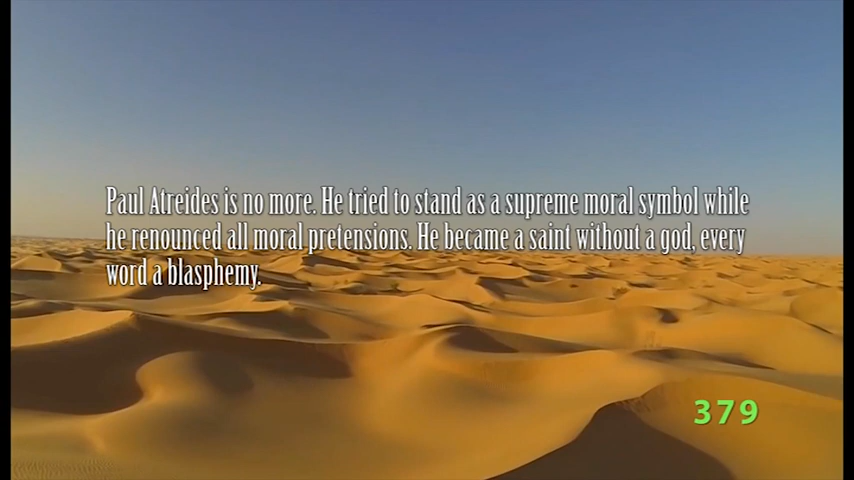 Paul Atreides is no more. He tried to stand as a supreme moral symbol while
he renounced all moral pretensions. He became a saint without a god, every
word a blasphemy.
379